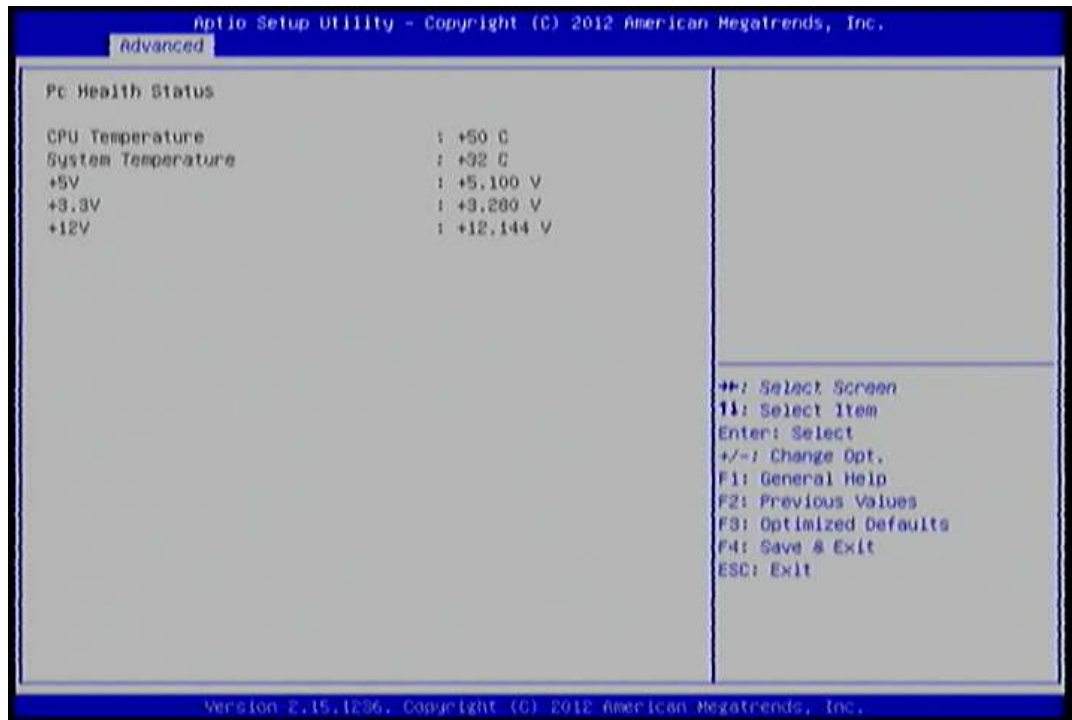 Aptio Setup Utility - Copyright (C) 2012 American Megatrends, Inc.
Advanced
Pc Health Status
CPU Temperature : +50 C
System Temperature : +32 C
+5V : +5.100 V
+3.3V : +3.280 V
+12V : +12.144 V
→←: Select Screen
↑↓: Select Item
Enter: Select
+/-: Change Opt.
F1: General Help
F2: Previous Values
F3: Optimized Defaults
F4: Save & Exit
ESC: Exit
Version 2.15.1236. Copyright (C) 2012 American Megatrends, Inc.